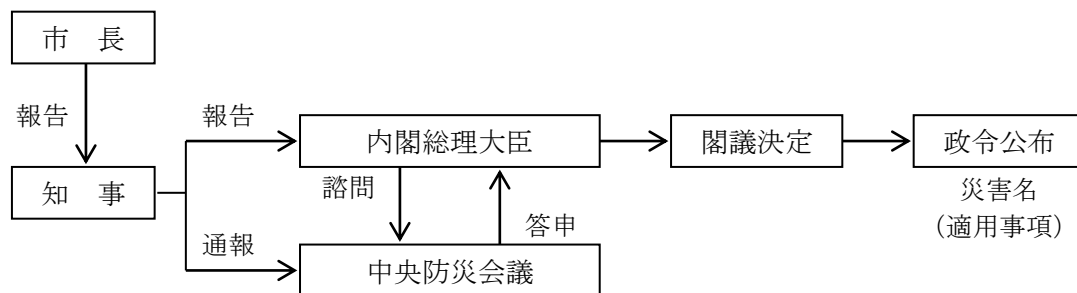 市　長
報告
知　事
報告
通報
内閣総理大臣
諮問
答申
中央防災会議
閣議決定
政令公布
災害名
（適用事項）